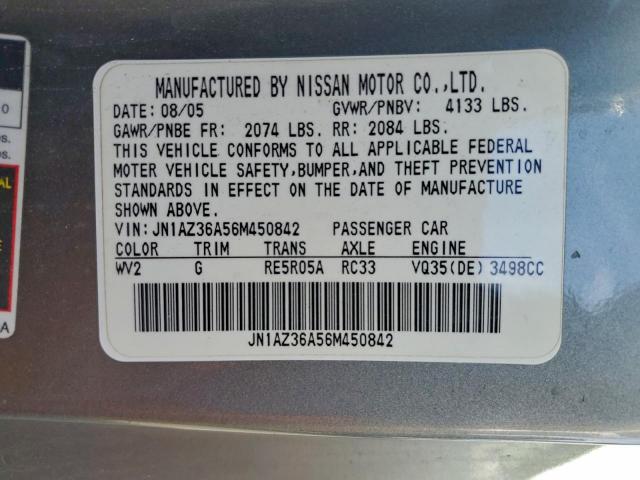 MANUFACTURED BY NISSAN MOTOR CO.,LTD.
DATE: 08/05 GVWR/PNBV: 4133 LBS.
GAWR/PNBE FR: 2074 LBS. RR: 2084 LBS.
THIS VEHICLE CONFORMS TO ALL APPLICABLE FEDERAL
MOTOR VEHICLE SAFETY,BUMPER,AND THEFT PREVENTION
STANDARDS IN EFFECT ON THE DATE OF MANUFACTURE
SHOWN ABOVE.
VIN:JN1AZ36A56M450842 PASSENGER CAR
COLOR TRIM TRANS AXLE ENGINE
WV2 G RE5R05A RC33 VQ35(DE) 3498CC
JN1AZ36A56M450842